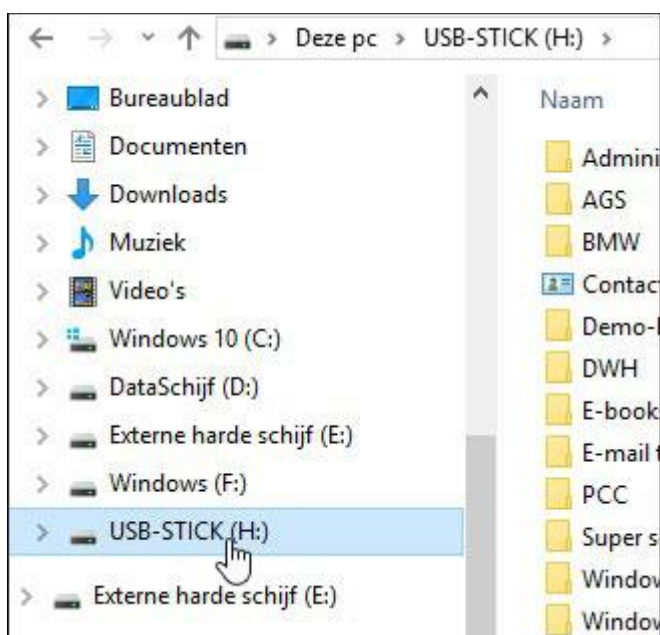 Deze pc > USB-STICK (H:) >
Bureaublad
Documenten
Downloads
Muziek
Video's
Windows 10 (C:)
DataSchijf (D:)
Externe harde schijf (E:)
Windows (F:)
USB-STICK (H:)
Externe harde schijf (E:)
Naam
Admini
AGS
BMW
Contact
Demo-
DWH
E-book
E-mail t
PCC
Super s
Window
Window